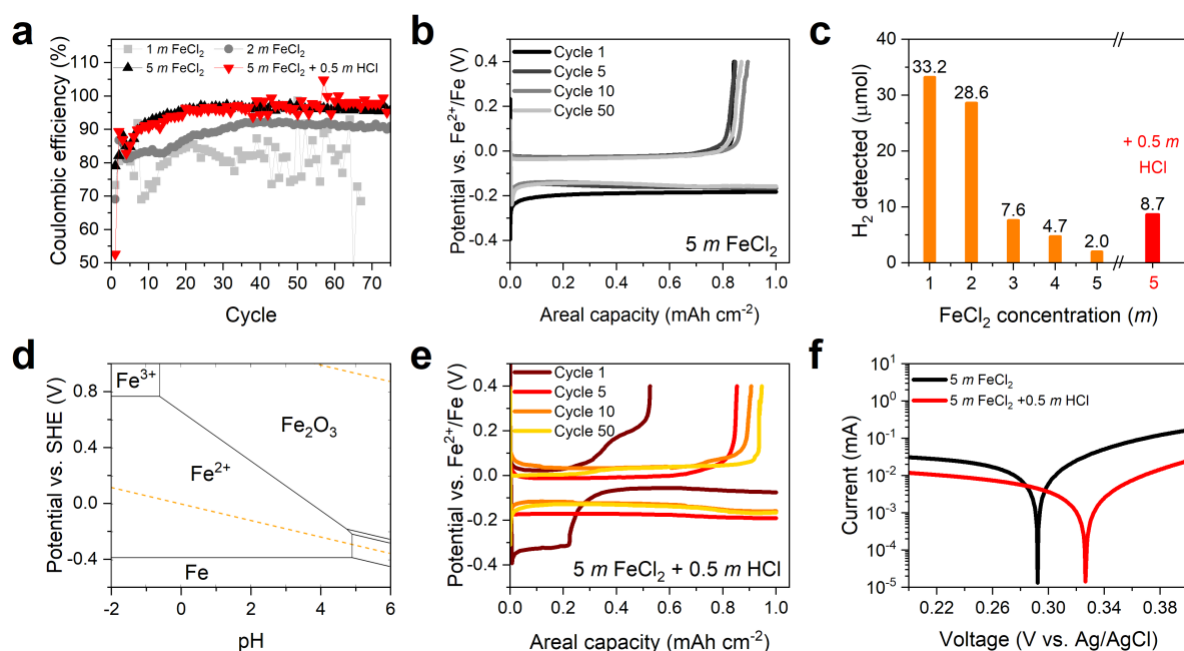 a
Coulombic efficiency (%)
110
100
90
80
70
60
50
1 m FeCl₂
2 m FeCl₂
5 m FeCl₂
5 m FeCl₂ + 0.5 m HCl
0 10 20 30 40 50 60 70
Cycle
b
Potential vs. Fe²⁺/Fe (V)
0.4
0.2
0.0
-0.2
-0.4
Cycle 1
Cycle 5
Cycle 10
Cycle 50
5 m FeCl₂
0.0 0.2 0.4 0.6 0.8 1.0
Areal capacity (mAh cm⁻²)
c
H₂ detected (μmol)
40
30
20
10
0
33.2
28.6
7.6
4.7
2.0
+ 0.5 m
HCl
8.7
1 2 3 4 5 5
FeCl₂ concentration (m)
d
Potential vs. SHE (V)
0.8
0.4
0.0
-0.4
Fe³⁺
Fe₂O₃
Fe²⁺
Fe
-2 0 2 4 6
pH
e
Potential vs. Fe²⁺/Fe (V)
0.4
0.2
0.0
-0.2
-0.4
Cycle 1
Cycle 5
Cycle 10
Cycle 50
5 m FeCl₂ + 0.5 m HCl
0.0 0.2 0.4 0.6 0.8 1.0
Areal capacity (mAh cm⁻²)
f
Current (mA)
10¹
10⁰
10⁻¹
10⁻²
10⁻³
10⁻⁴
10⁻⁵
5 m FeCl₂
5 m FeCl₂ +0.5 m HCl
0.22 0.26 0.30 0.34 0.38
Voltage (V vs. Ag/AgCl)